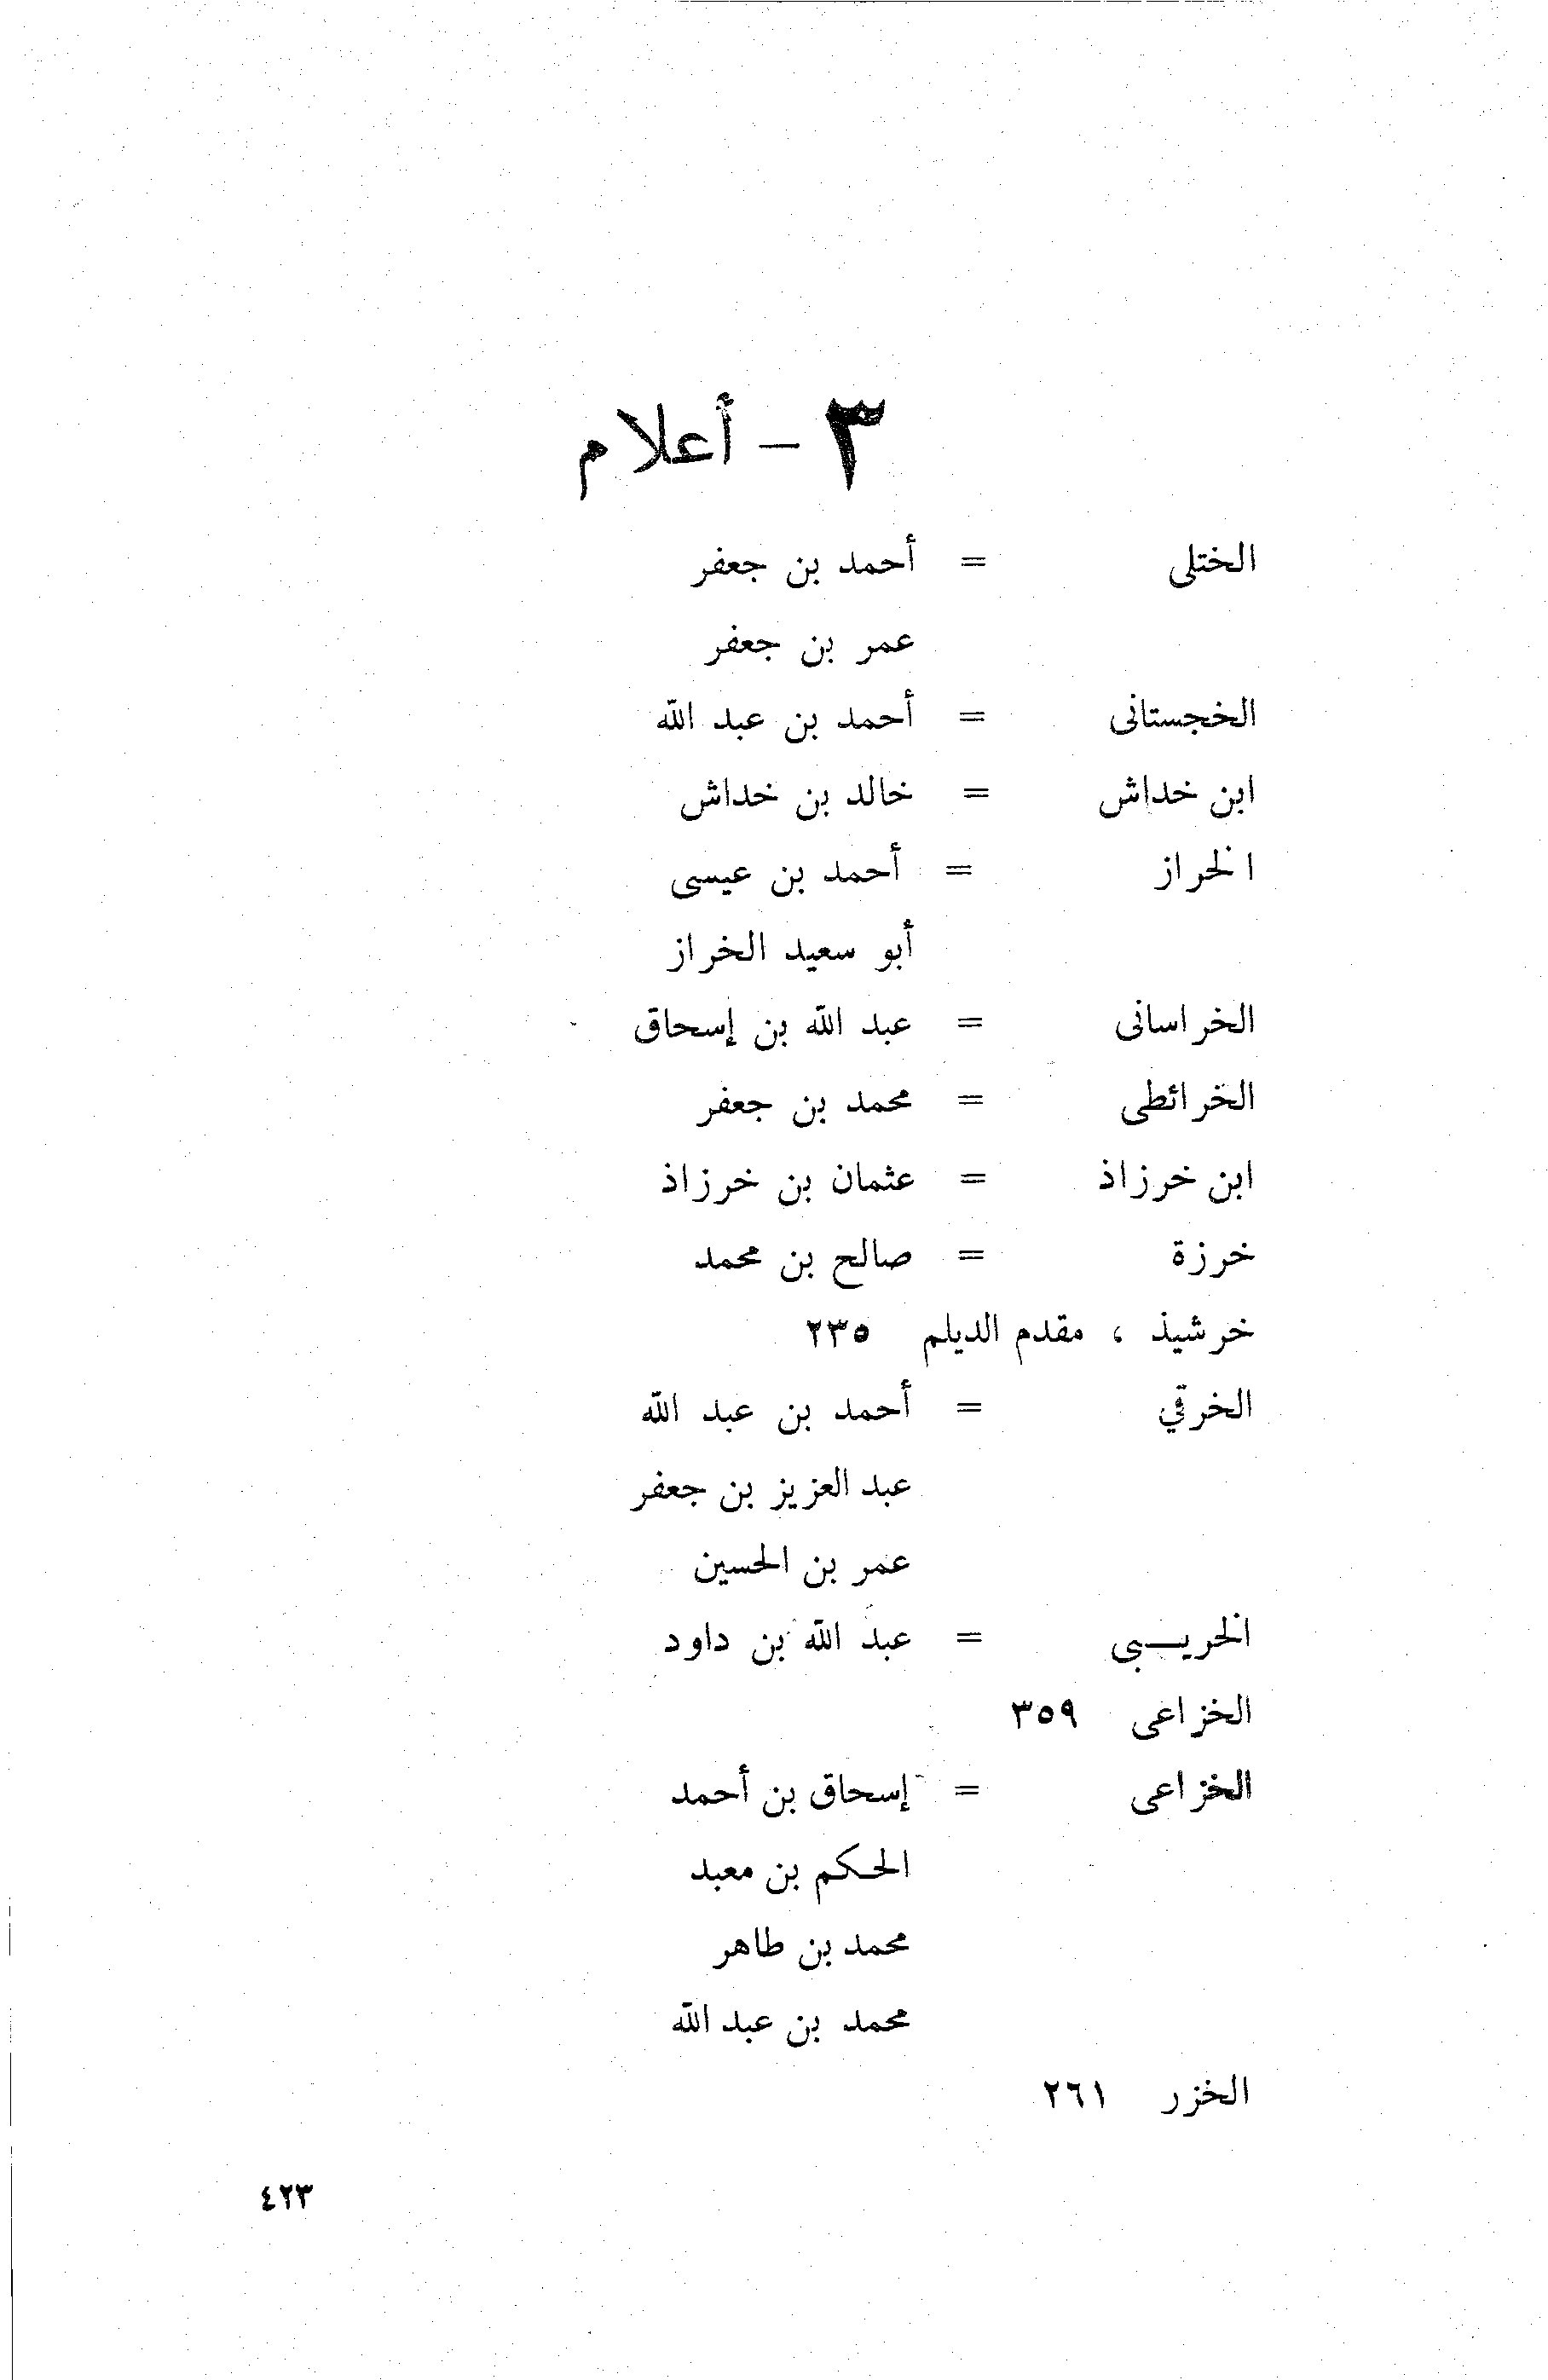 ٣ - أعلام
الختلى = أحمد بن جعفر
عمر بن جعفر
الخجستانى = أحمد بن عبد الله
ابن خداش = خالد بن خداش
الخراز = أحمد بن عيسى
أبو سعيد الخراز
الخراسانى = عبد الله بن إسحاق
الخرائطى = محمد بن جعفر
ابن خرزاذ = عثمان بن خرزاذ
خرزة = صالح بن محمد
خرشيذ ، مقدم الديلم ٢٣٥
الخرقي = أحمد بن عبد الله
عبد العزيز بن جعفر
عمر بن الحسين
الخريـبى = عبد الله بن داود
الخزاعى ٣٥٩
الخزاعى = إسحاق بن أحمد
الحكم بن معبد
محمد بن طاهر
محمد بن عبد الله
الخزر ٢٦١
٤٢٣